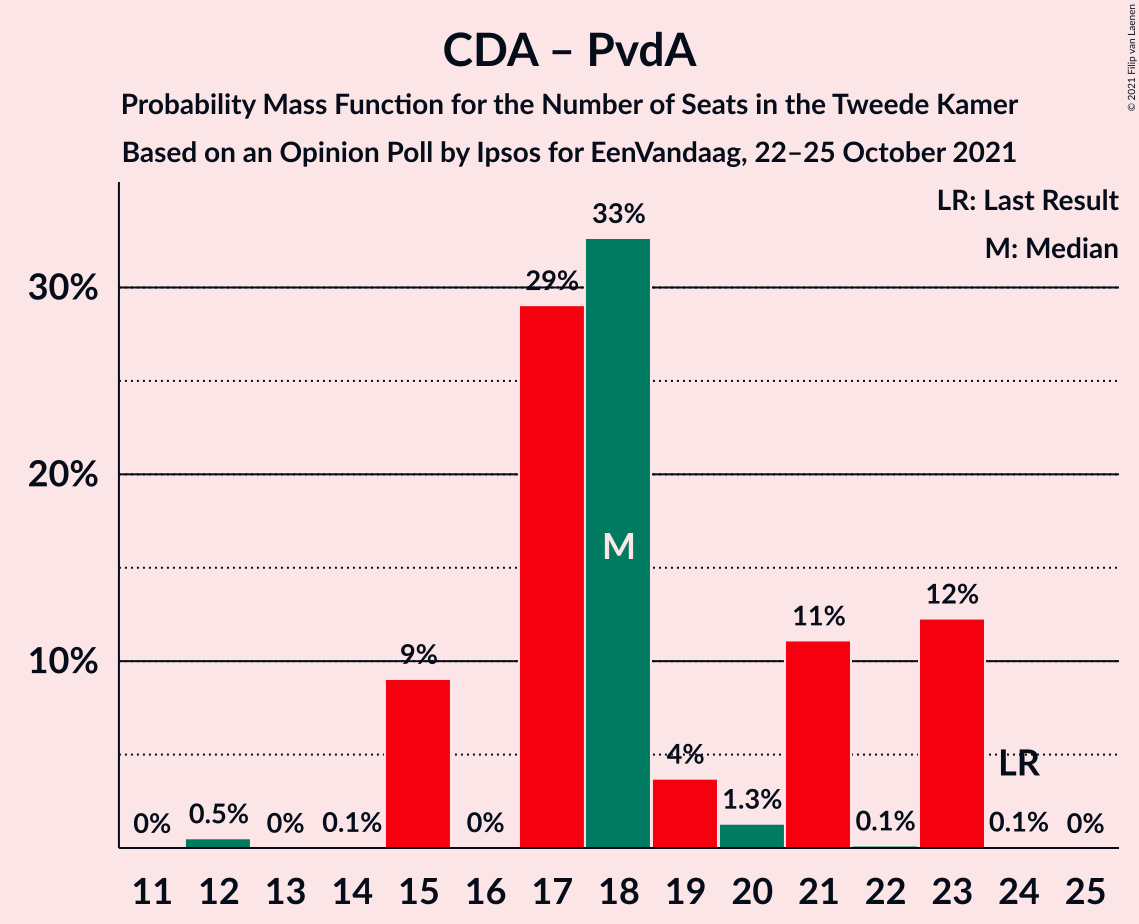 CDA – PvdA
Probability Mass Function for the Number of Seats in the Tweede Kamer
Based on an Opinion Poll by Ipsos for EenVandaag, 22–25 October 2021
© 2021 Filip van Laenen
LR: Last Result
M: Median
30%
20%
10%
0%
0.5%
0%
0.1%
9%
0%
29%
33%
M
4%
1.3%
11%
0.1%
12%
LR
0.1%
0%
11 12 13 14 15 16 17 18 19 20 21 22 23 24 25